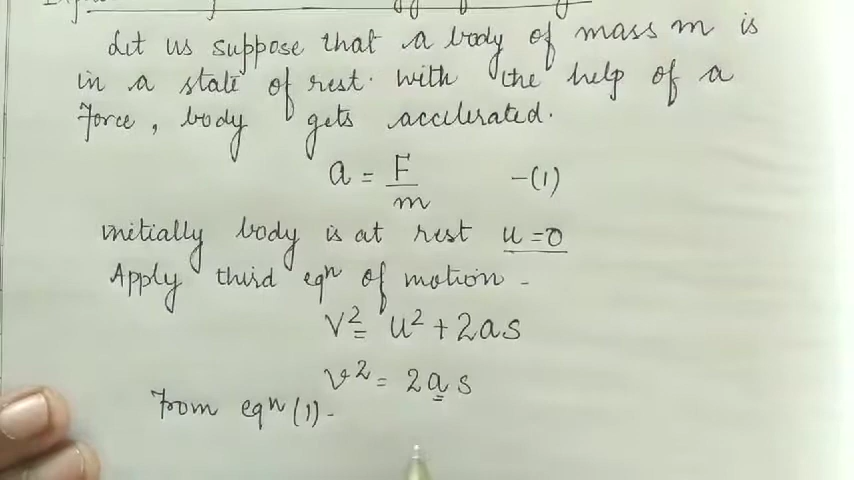 Let us suppose that a body of mass m is
in a state of rest. With the help of a
Force, body gets accelerated.
a = F/m -(1)
initially body is at rest u = 0
Apply third eqⁿ of motion -
V² = u² + 2as
v² = 2as
From eqⁿ (1) -